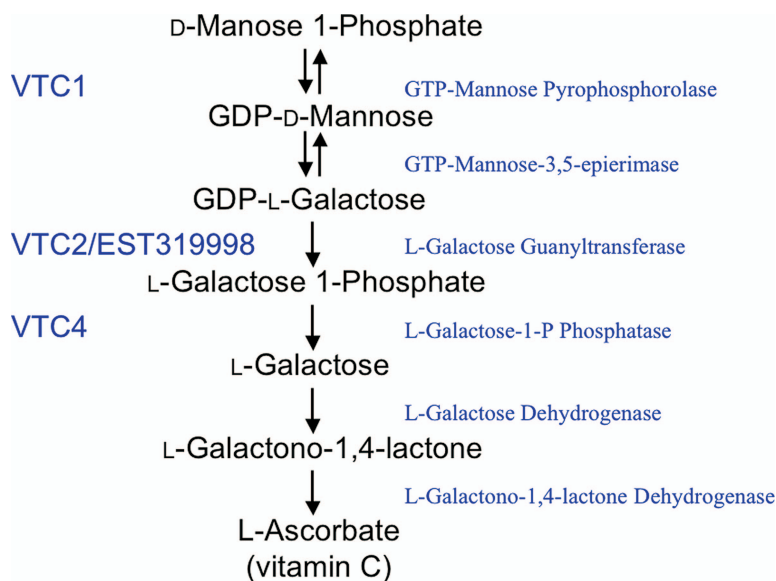 D-Manose 1-Phosphate
VTC1
GTP-Mannose Pyrophosphorolase
GDP-D-Mannose
GTP-Mannose-3,5-epierimase
GDP-L-Galactose
VTC2/EST319998
L-Galactose Guanyltransferase
L-Galactose 1-Phosphate
VTC4
L-Galactose-1-P Phosphatase
L-Galactose
L-Galactose Dehydrogenase
L-Galactono-1,4-lactone
L-Galactono-1,4-lactone Dehydrogenase
L-Ascorbate
(vitamin C)